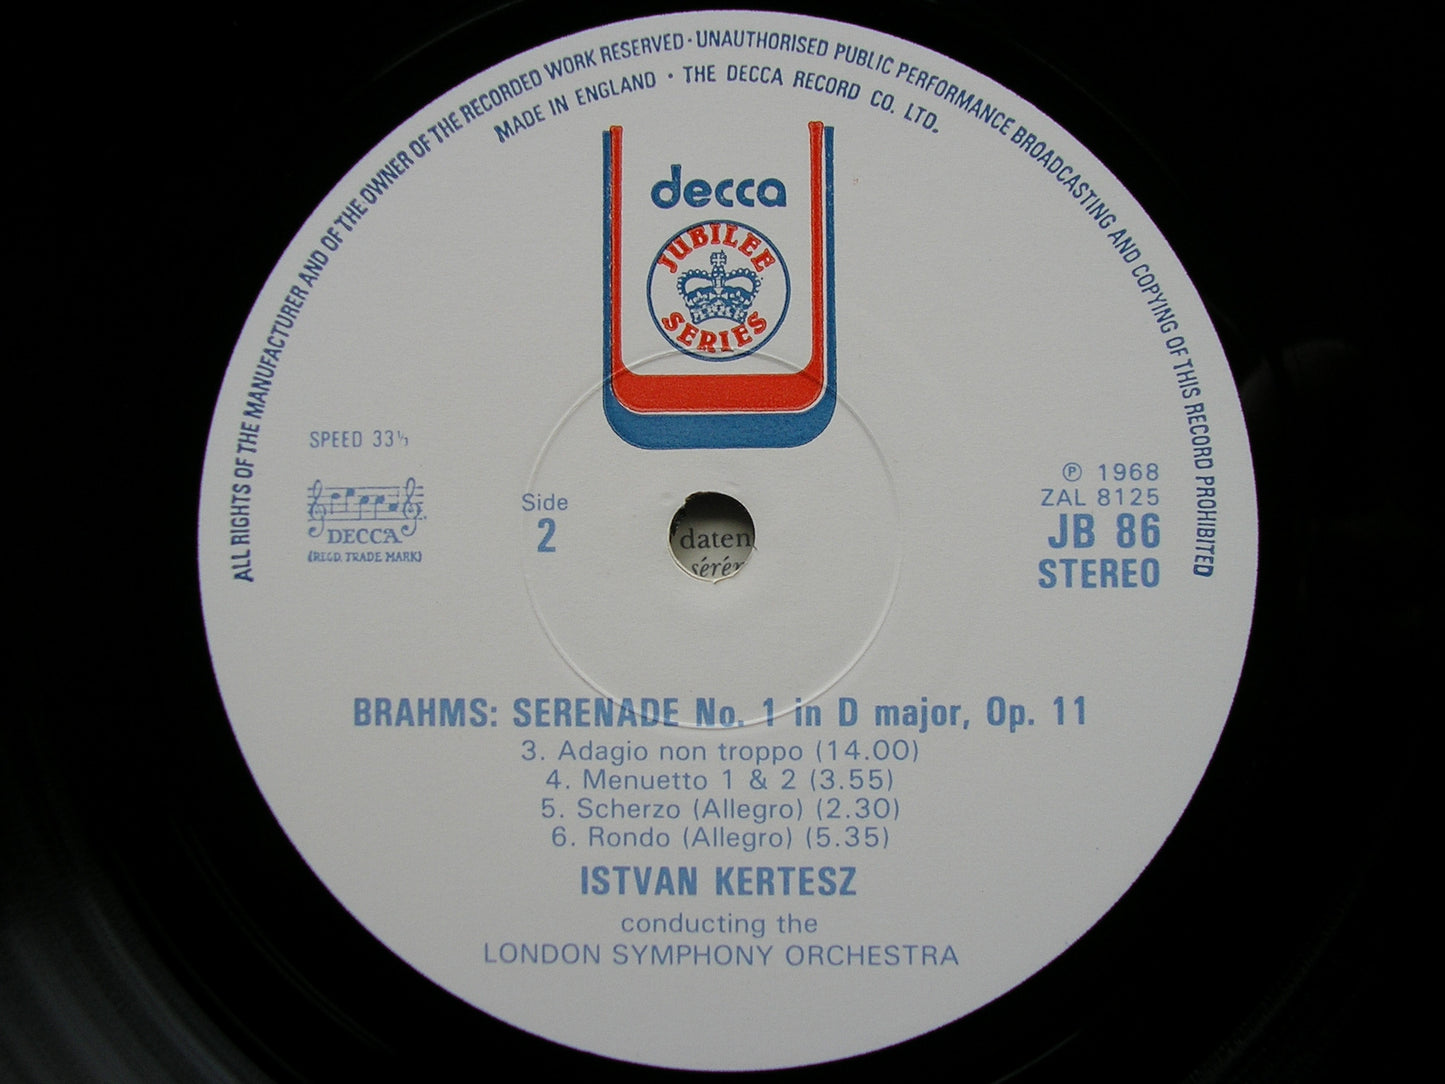 ALL RIGHTS OF THE MANUFACTURER AND OF THE OWNER OF THE RECORDED WORK RESERVED · UNAUTHORISED PUBLIC PERFORMANCE BROADCASTING AND COPYING OF THIS RECORD PROHIBITED
MADE IN ENGLAND · THE DECCA RECORD CO. LTD.
decca
JUBILEE
SERIES
SPEED 33⅓
DECCA
(REGD. TRADE MARK)
Side
2
℗ 1968
ZAL 8125
JB 86
STEREO
daten
sérér
BRAHMS: SERENADE No. 1 in D major, Op. 11
3. Adagio non troppo (14.00)
4. Menuetto 1 & 2 (3.55)
5. Scherzo (Allegro) (2.30)
6. Rondo (Allegro) (5.35)
ISTVAN KERTESZ
conducting the
LONDON SYMPHONY ORCHESTRA